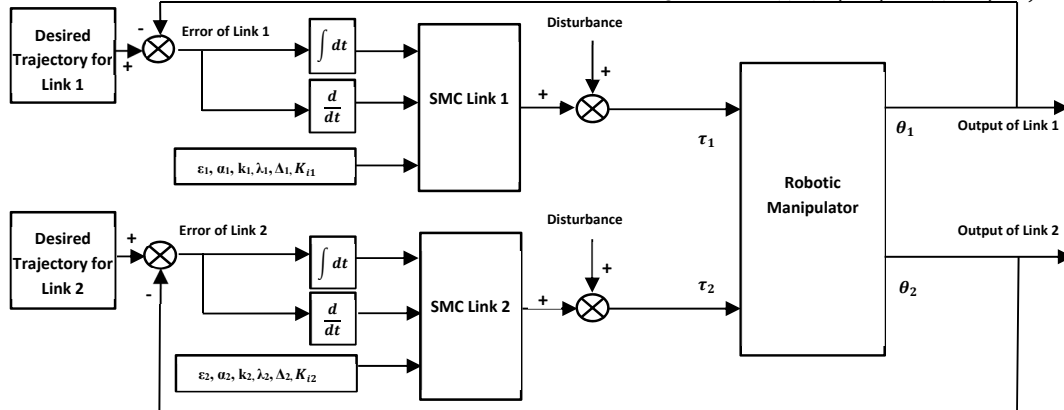 -
Desired
Trajectory for
Link 1
+
Error of Link 1
∫ dt
d
dt
ε₁, α₁, k₁, λ₁, Δ₁, Kᵢ₁
SMC Link 1
+
Disturbance
+
τ₁
Robotic
Manipulator
θ₁
Output of Link 1
Desired
Trajectory for
Link 2
+
-
Error of Link 2
∫ dt
d
dt
ε₂, α₂, k₂, λ₂, Δ₂, Kᵢ₂
SMC Link 2
+
Disturbance
+
τ₂
θ₂
Output of Link 2